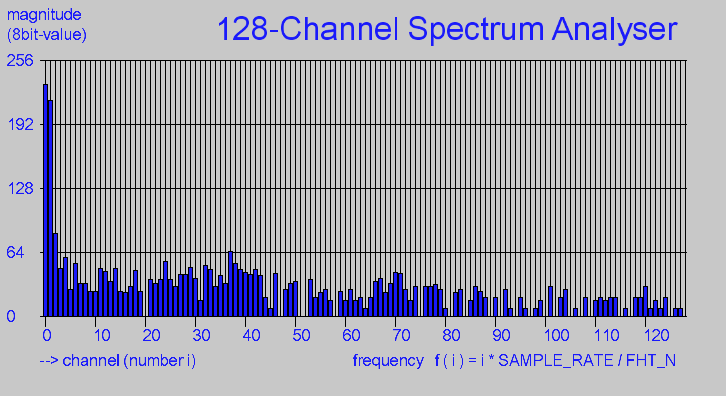 magnitude
(8bit-value)
128-Channel Spectrum Analyser
256
192
128
64
0
0 10 20 30 40 50 60 70 80 90 100 110 120
--> channel (number i)
frequency f ( i ) = i * SAMPLE_RATE / FHT_N